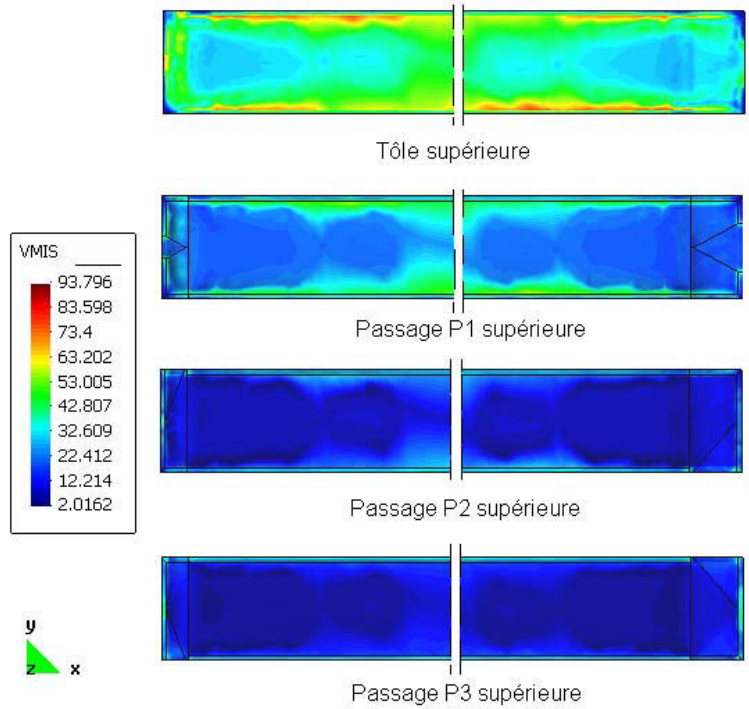 Tôle supérieure
Passage P1 supérieure
VMIS
93.796
83.598
73.4
63.202
53.005
42.807
32.609
22.412
12.214
2.0162
Passage P2 supérieure
y
z x
Passage P3 supérieure